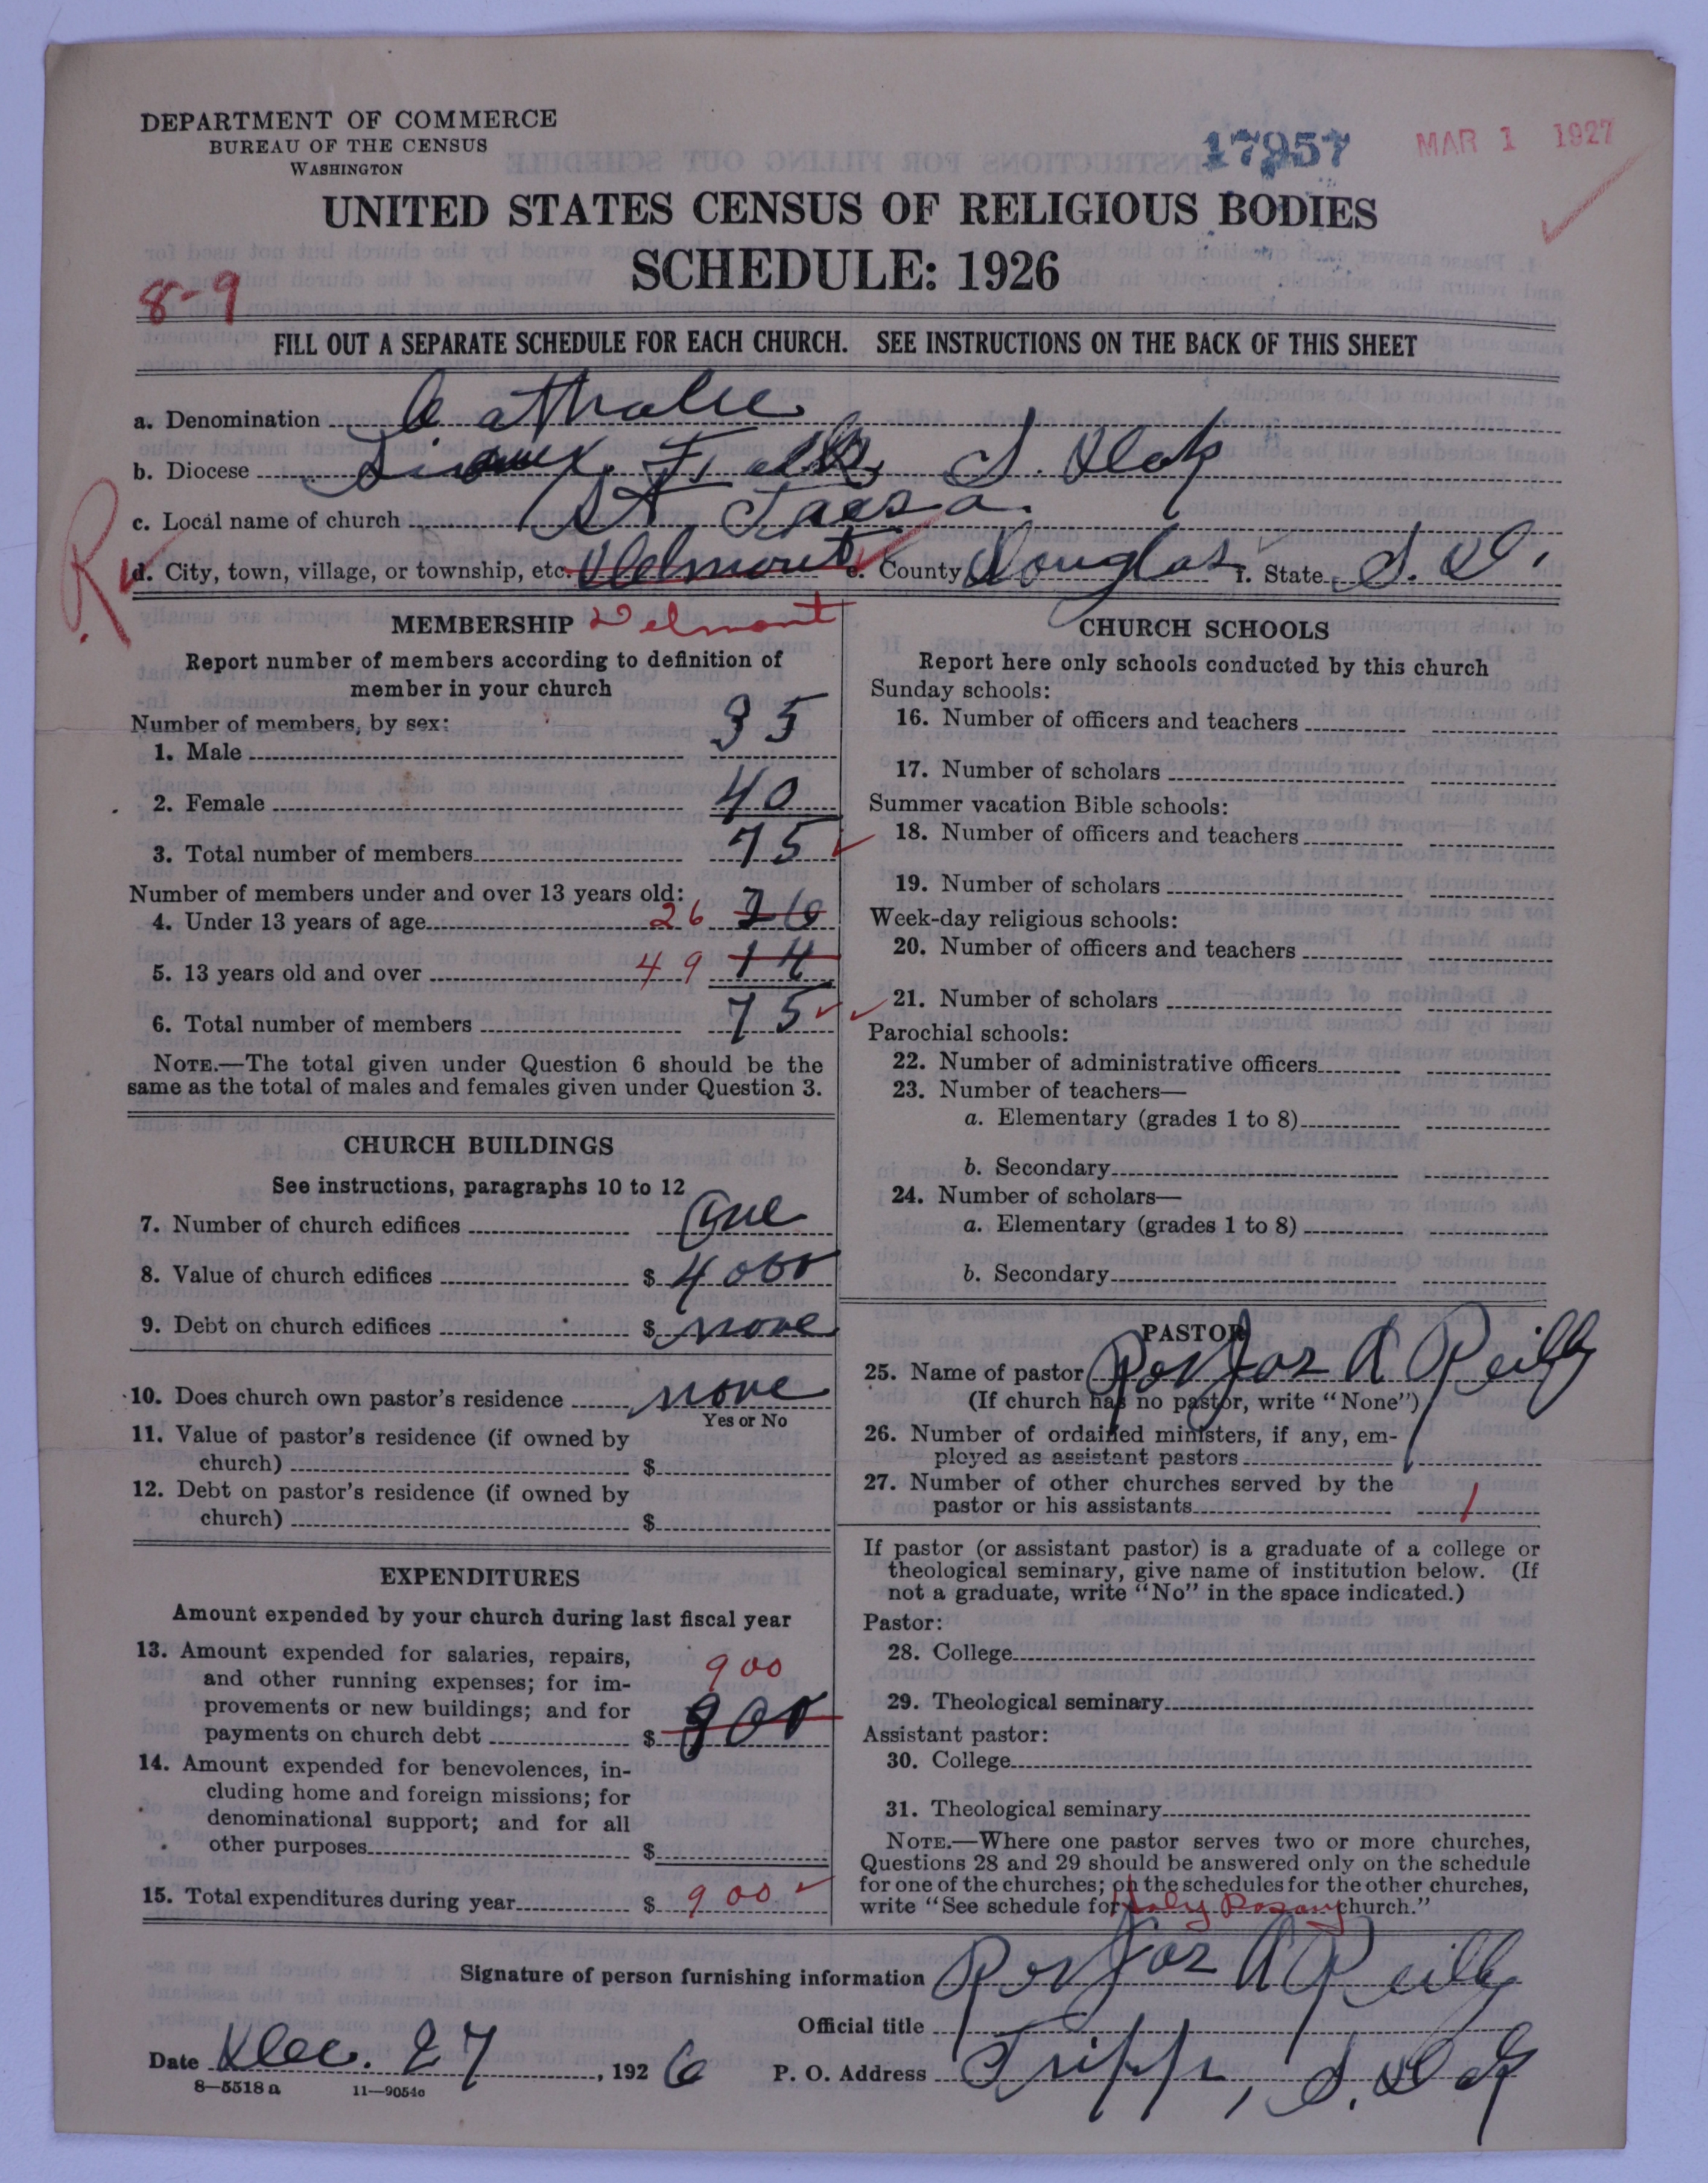 DEPARTMENT OF COMMERCE
BUREAU OF THE CENSUS
WASHINGTON
17957
MAR 1 1927
UNITED STATES CENSUS OF RELIGIOUS BODIES
SCHEDULE: 1926
8-9
FILL OUT A SEPARATE SCHEDULE FOR EACH CHURCH. SEE INSTRUCTIONS ON THE BACK OF THIS SHEET
a. Denomination Catholic
b. Diocese Sioux Falls, S. Dak
c. Local name of church St.
d. City, town, village, or township, etc. Delmont e. County Douglas f. State S. D.
R
MEMBERSHIP Delmont
Report number of members according to definition of
member in your church
Number of members, by sex:
1. Male 35
2. Female 40
3. Total number of members 75
Number of members under and over 13 years old:
4. Under 13 years of age 26
5. 13 years old and over 49 14
6. Total number of members 75
NOTE.—The total given under Question 6 should be the
same as the total of males and females given under Question 3.
CHURCH BUILDINGS
See instructions, paragraphs 10 to 12
7. Number of church edifices One
8. Value of church edifices $ 4000
9. Debt on church edifices $ none
10. Does church own pastor's residence none
Yes or No
11. Value of pastor's residence (if owned by
church) $
12. Debt on pastor's residence (if owned by
church) $
EXPENDITURES
Amount expended by your church during last fiscal year
13. Amount expended for salaries, repairs,
and other running expenses; for im-
900
provements or new buildings; and for
payments on church debt $ 900
14. Amount expended for benevolences, in-
cluding home and foreign missions; for
denominational support; and for all
other purposes $
15. Total expenditures during year $ 900
CHURCH SCHOOLS
Report here only schools conducted by this church
Sunday schools:
16. Number of officers and teachers
17. Number of scholars
Summer vacation Bible schools:
18. Number of officers and teachers
19. Number of scholars
Week-day religious schools:
20. Number of officers and teachers
21. Number of scholars
Parochial schools:
22. Number of administrative officers
23. Number of teachers—
a. Elementary (grades 1 to 8)
b. Secondary
24. Number of scholars—
a. Elementary (grades 1 to 8)
b. Secondary
PASTOR
25. Name of pastor Rev Jas A Reilly
(If church has no pastor, write "None")
26. Number of ordained ministers, if any, em-
ployed as assistant pastors
27. Number of other churches served by the
pastor or his assistants 1
If pastor (or assistant pastor) is a graduate of a college or
theological seminary, give name of institution below. (If
not a graduate, write "No" in the space indicated.)
Pastor:
28. College
29. Theological seminary
Assistant pastor:
30. College
31. Theological seminary
NOTE.—Where one pastor serves two or more churches,
Questions 28 and 29 should be answered only on the schedule
for one of the churches; on the schedules for the other churches,
write "See schedule for Holy Rosary church."
Signature of person furnishing information Rev Jas A Reilly
Official title
Date Dec. 27, 1926 P. O. Address Tripp, S. Dak
8—5518 a 11—9054c